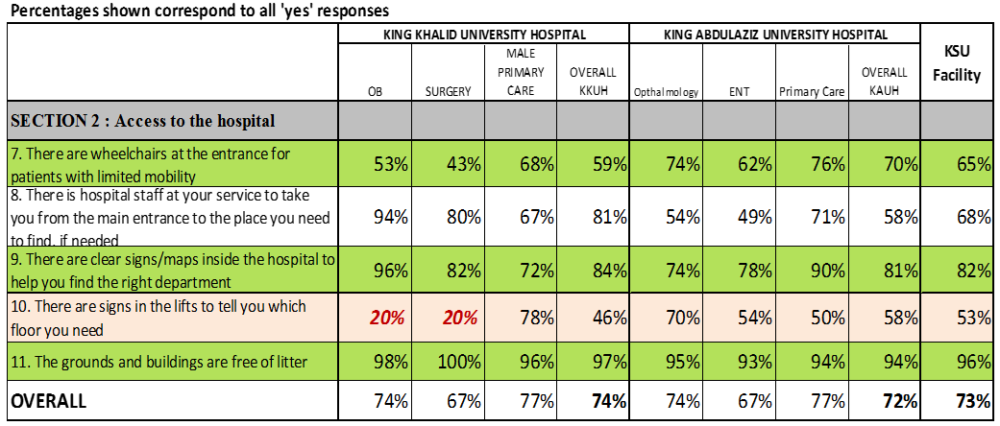 Percentages shown correspond to all 'yes' responses
KING KHALID UNIVERSITY HOSPITAL KING ABDULAZIZ UNIVERSITY HOSPITAL KSU Facility
OB SURGERY MALE PRIMARY CARE OVERALL KKUH Opthalmology ENT Primary Care OVERALL KAUH
SECTION 2 : Access to the hospital
7. There are wheelchairs at the entrance for
patients with limited mobility
53% 43% 68% 59% 74% 62% 76% 70% 65%
8. There is hospital staff at your service to take
you from the main entrance to the place you need
to find, if needed
94% 80% 67% 81% 54% 49% 71% 58% 68%
9. There are clear signs/maps inside the hospital to
help you find the right department
96% 82% 72% 84% 74% 78% 90% 81% 82%
10. There are signs in the lifts to tell you which
floor you need
20% 20% 78% 46% 70% 54% 50% 58% 53%
11. The grounds and buildings are free of litter 98% 100% 96% 97% 95% 93% 94% 94% 96%
OVERALL 74% 67% 77% 74% 74% 67% 77% 72% 73%